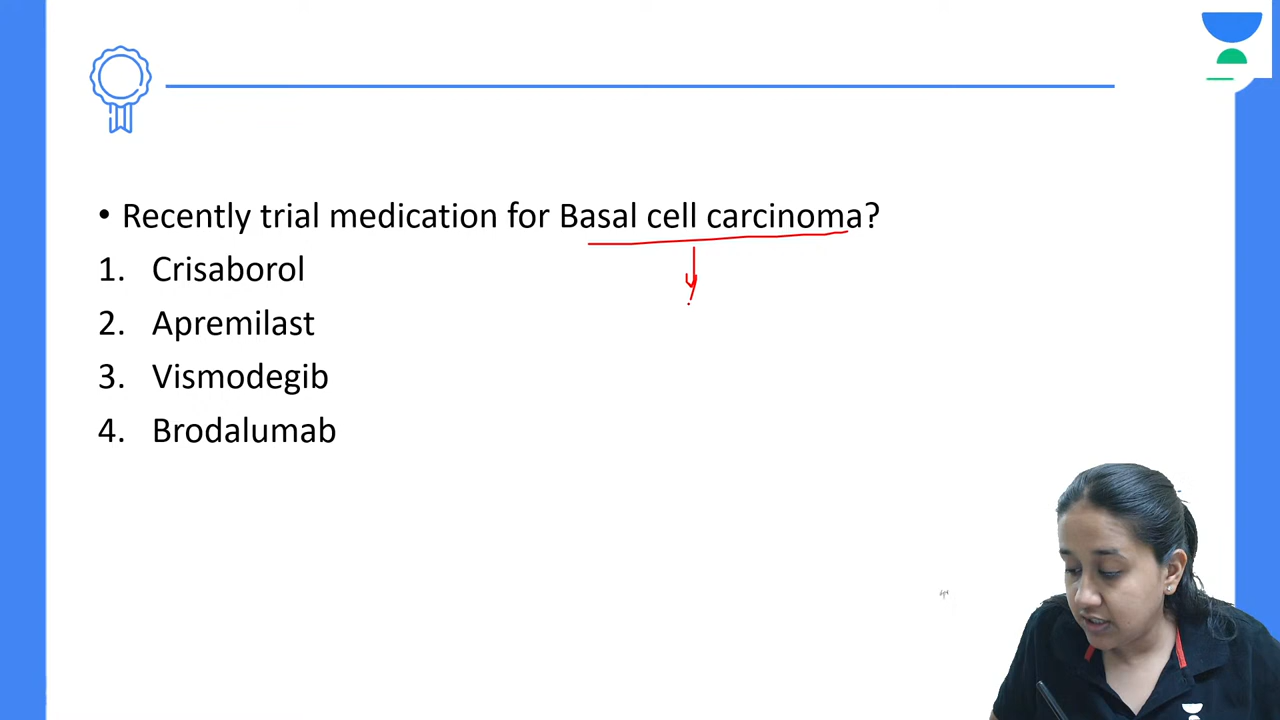 • Recently trial medication for Basal cell carcinoma?
1. Crisaborol
2. Apremilast
3. Vismodegib
4. Brodalumab